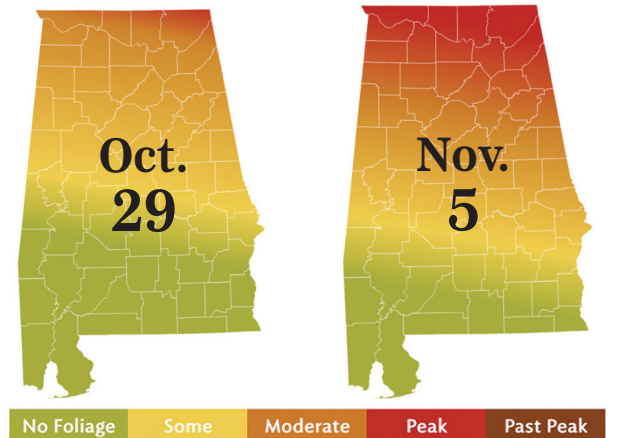 Oct.
29
Nov.
5
No Foliage
Some
Moderate
Peak
Past Peak